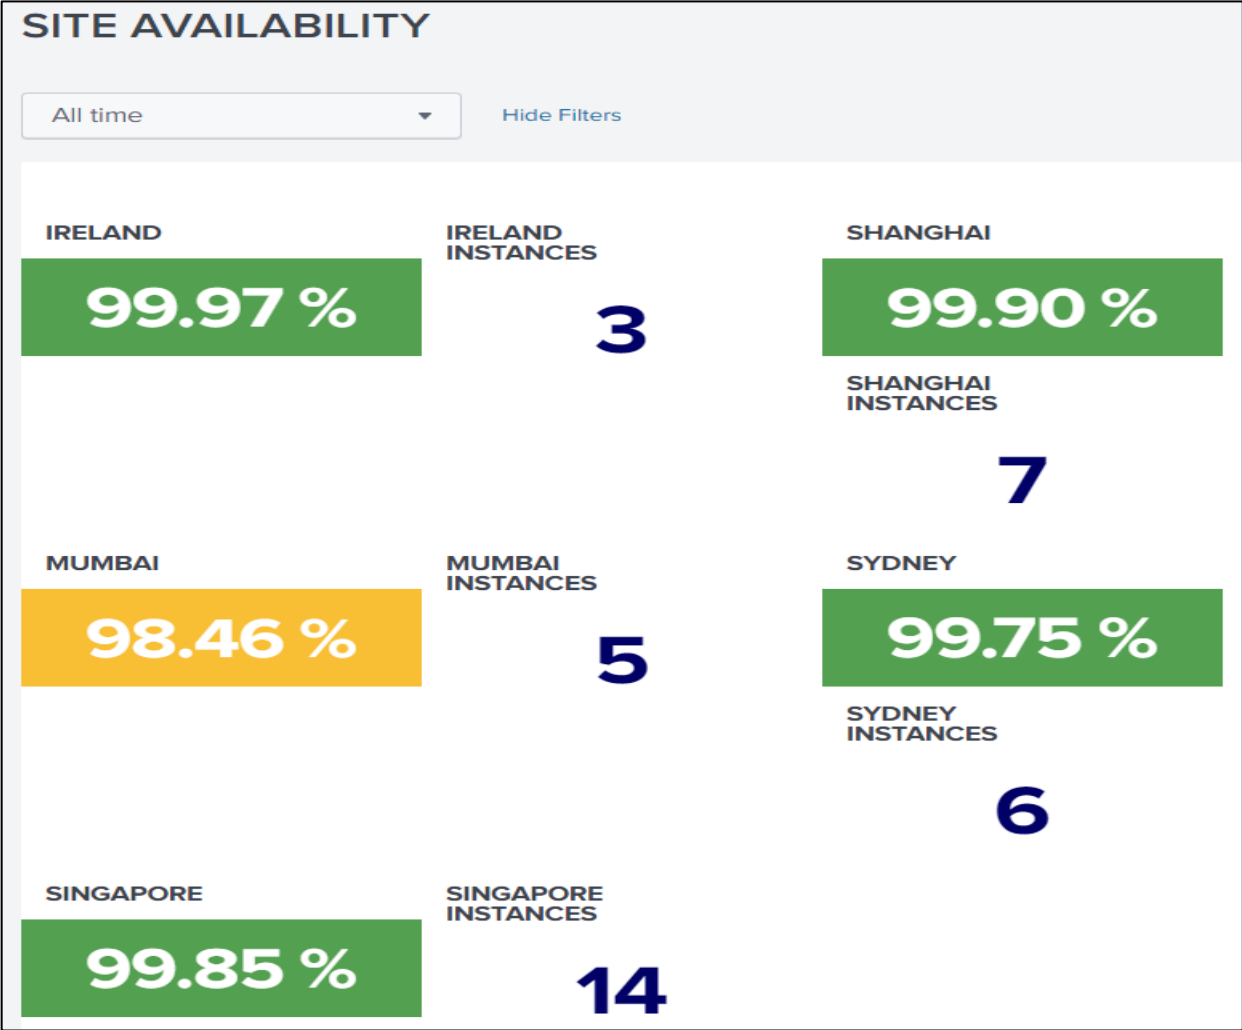 SITE AVAILABILITY
All time
Hide Filters
IRELAND
99.97 %
IRELAND
INSTANCES
3
SHANGHAI
99.90 %
SHANGHAI
INSTANCES
7
MUMBAI
98.46 %
MUMBAI
INSTANCES
5
SYDNEY
99.75 %
SYDNEY
INSTANCES
6
SINGAPORE
99.85 %
SINGAPORE
INSTANCES
14